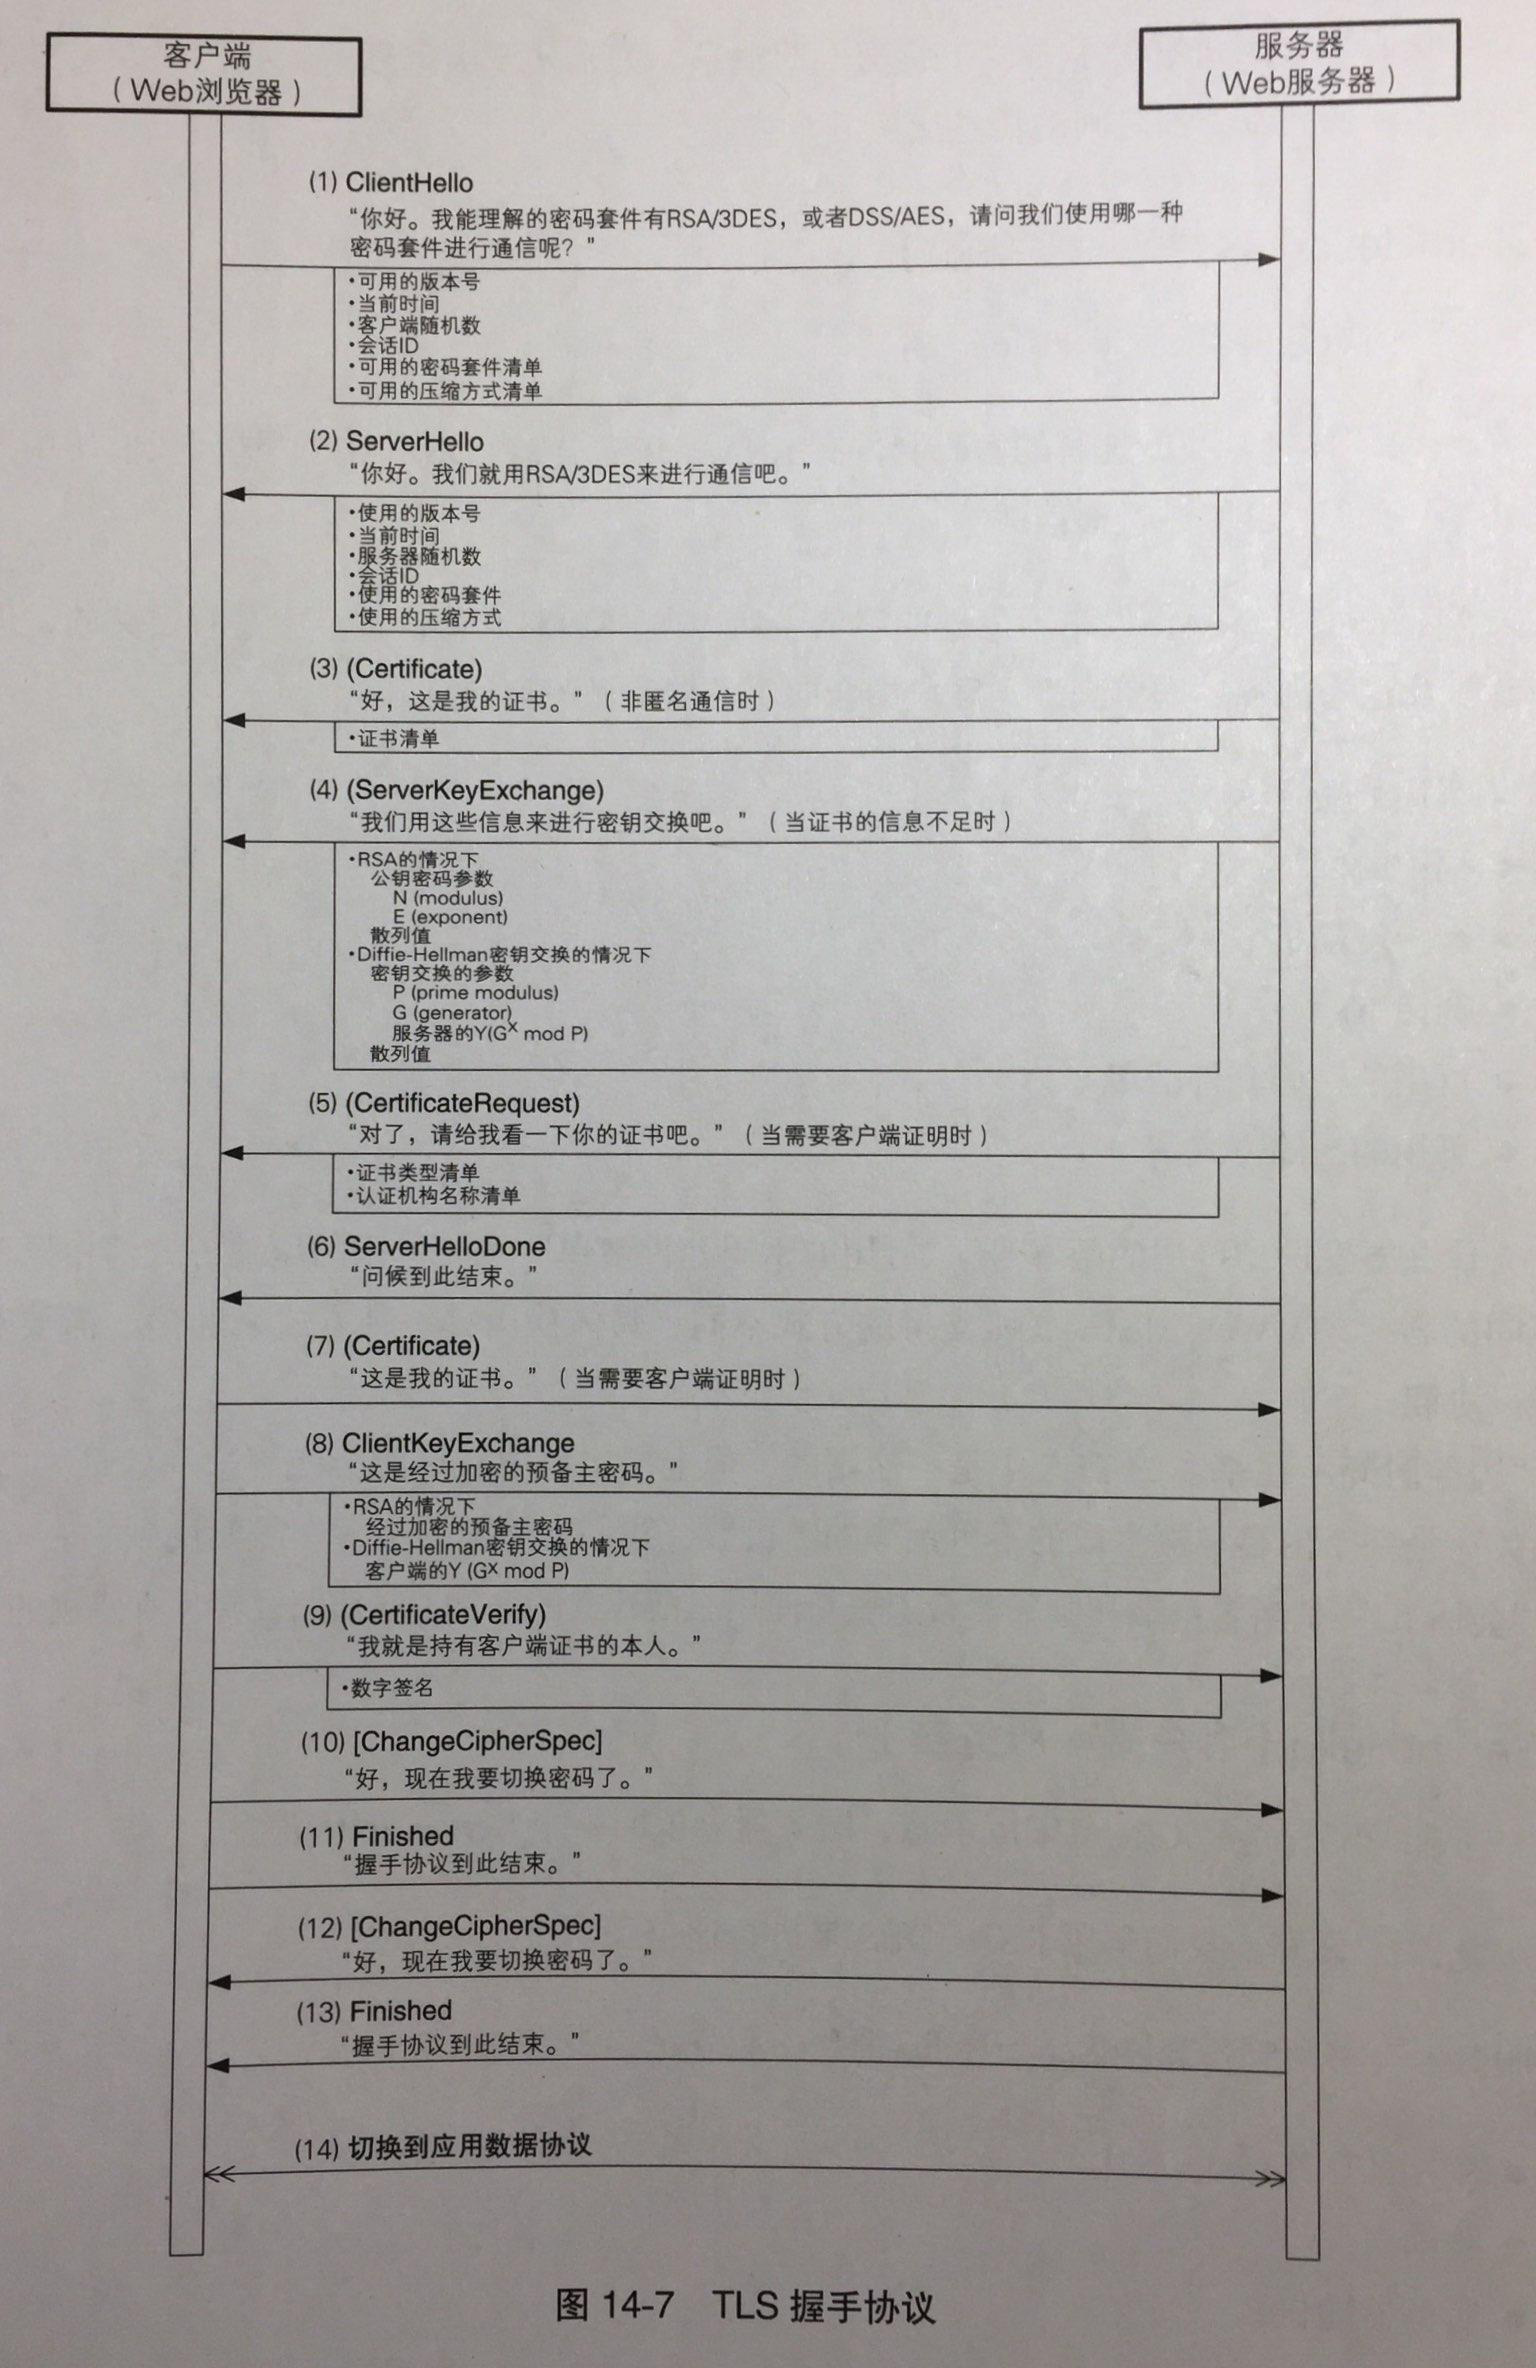 客户端
（Web浏览器）
服务器
（Web服务器）
(1) ClientHello
“你好。我能理解的密码套件有RSA/3DES，或者DSS/AES，请问我们使用哪一种
密码套件进行通信呢？”
·可用的版本号
·当前时间
·客户端随机数
·会话ID
·可用的密码套件清单
·可用的压缩方式清单
(2) ServerHello
“你好。我们就用RSA/3DES来进行通信吧。”
·使用的版本号
·当前时间
·服务器随机数
·会话ID
·使用的密码套件
·使用的压缩方式
(3) (Certificate)
“好，这是我的证书。”（非匿名通信时）
·证书清单
(4) (ServerKeyExchange)
“我们用这些信息来进行密钥交换吧。”（当证书的信息不足时）
·RSA的情况下
公钥密码参数
N (modulus)
E (exponent)
散列值
·Diffie-Hellman密钥交换的情况下
密钥交换的参数
P (prime modulus)
G (generator)
服务器的Y(G^X mod P)
散列值
(5) (CertificateRequest)
“对了，请给我看一下你的证书吧。”（当需要客户端证明时）
·证书类型清单
·认证机构名称清单
(6) ServerHelloDone
“问候到此结束。”
(7) (Certificate)
“这是我的证书。”（当需要客户端证明时）
(8) ClientKeyExchange
“这是经过加密的预备主密码。”
·RSA的情况下
经过加密的预备主密码
·Diffie-Hellman密钥交换的情况下
客户端的Y (G^X mod P)
(9) (CertificateVerify)
“我就是持有客户端证书的本人。”
·数字签名
(10) [ChangeCipherSpec]
“好，现在我要切换密码了。”
(11) Finished
“握手协议到此结束。”
(12) [ChangeCipherSpec]
“好，现在我要切换密码了。”
(13) Finished
“握手协议到此结束。”
(14) 切换到应用数据协议
图 14-7 TLS 握手协议